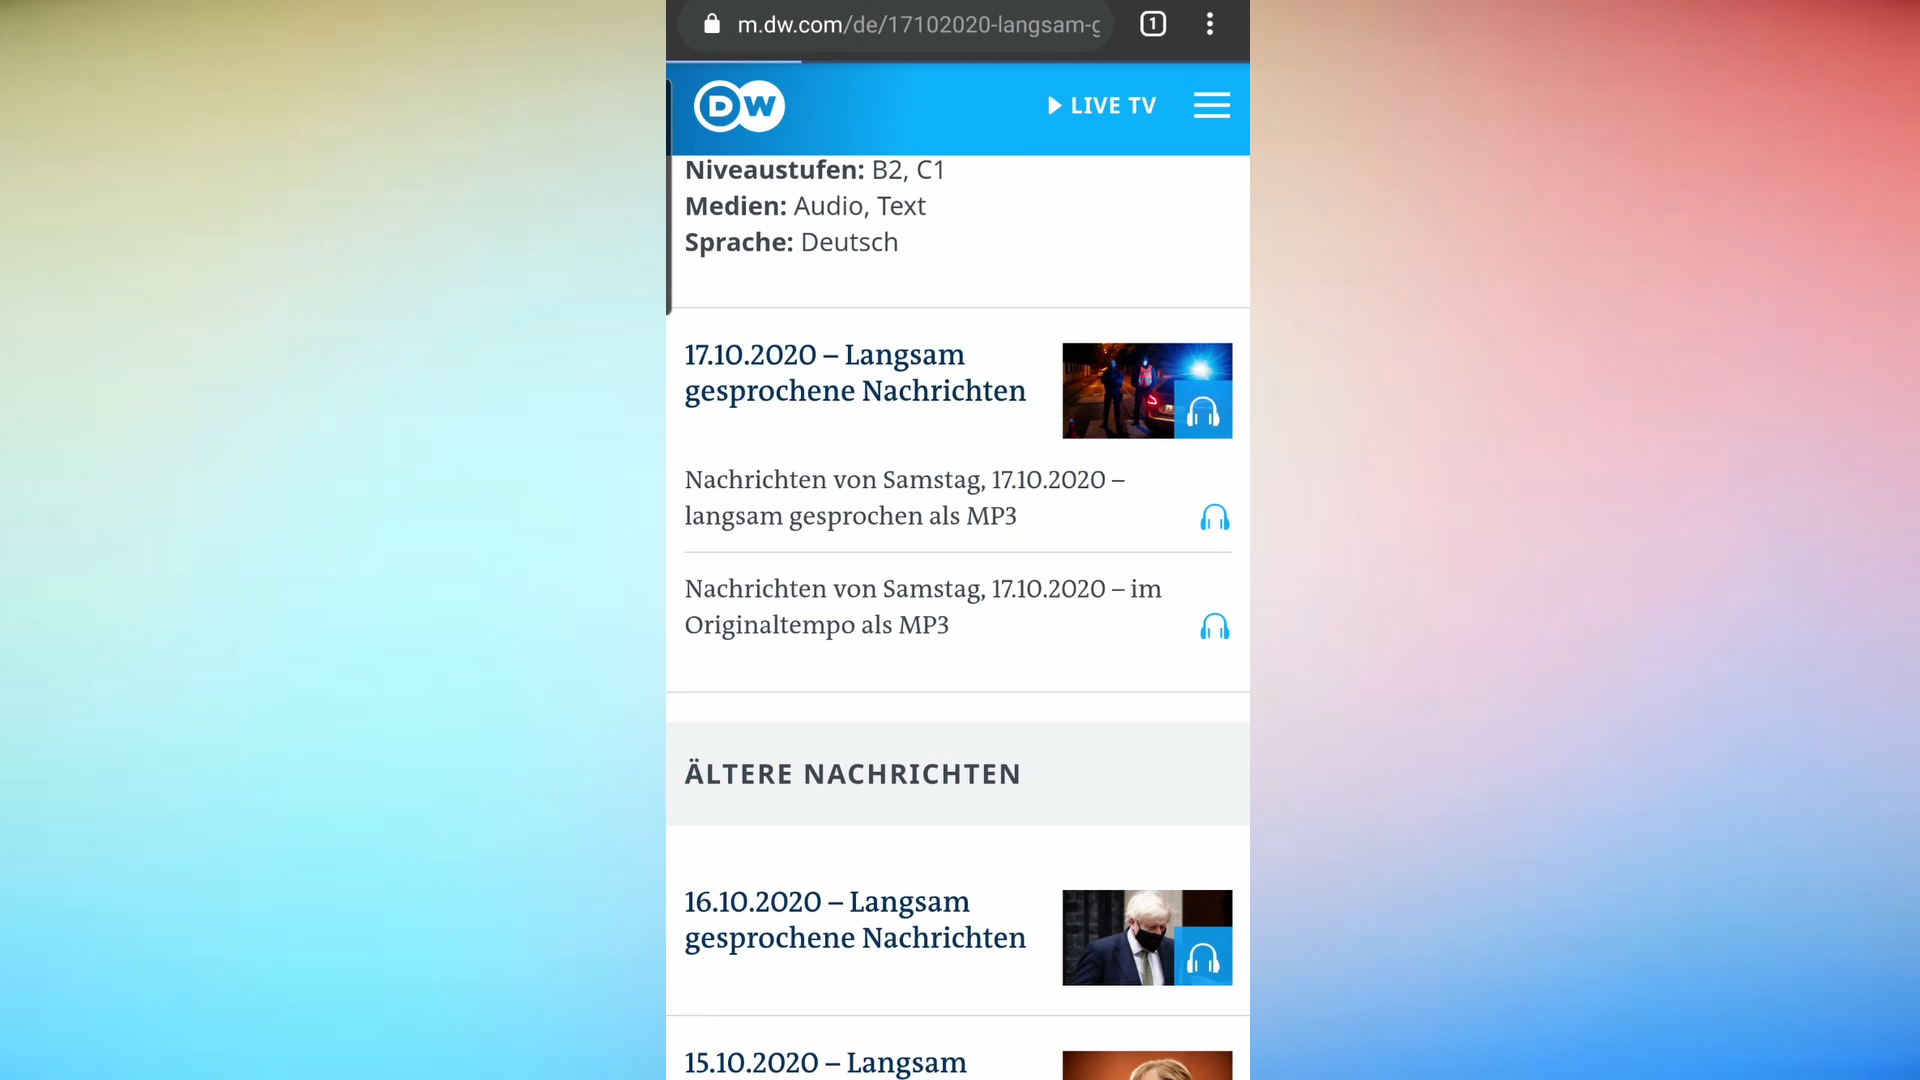 m.dw.com/de/17102020-langsam-g
1
DW
LIVE TV
Niveaustufen: B2, C1
Medien: Audio, Text
Sprache: Deutsch
17.10.2020 – Langsam
gesprochene Nachrichten
Nachrichten von Samstag, 17.10.2020 –
langsam gesprochen als MP3
Nachrichten von Samstag, 17.10.2020 – im
Originaltempo als MP3
ÄLTERE NACHRICHTEN
16.10.2020 – Langsam
gesprochene Nachrichten
15.10.2020 – Langsam